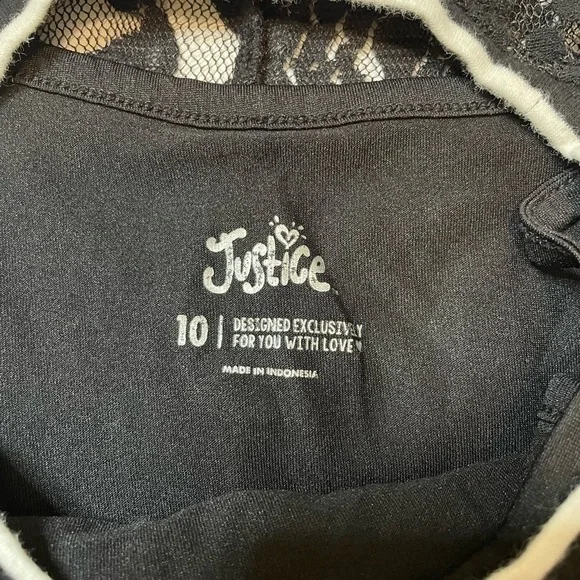 Justice
10 | DESIGNED EXCLUSIVELY
FOR YOU WITH LOVE
MADE IN INDONESIA